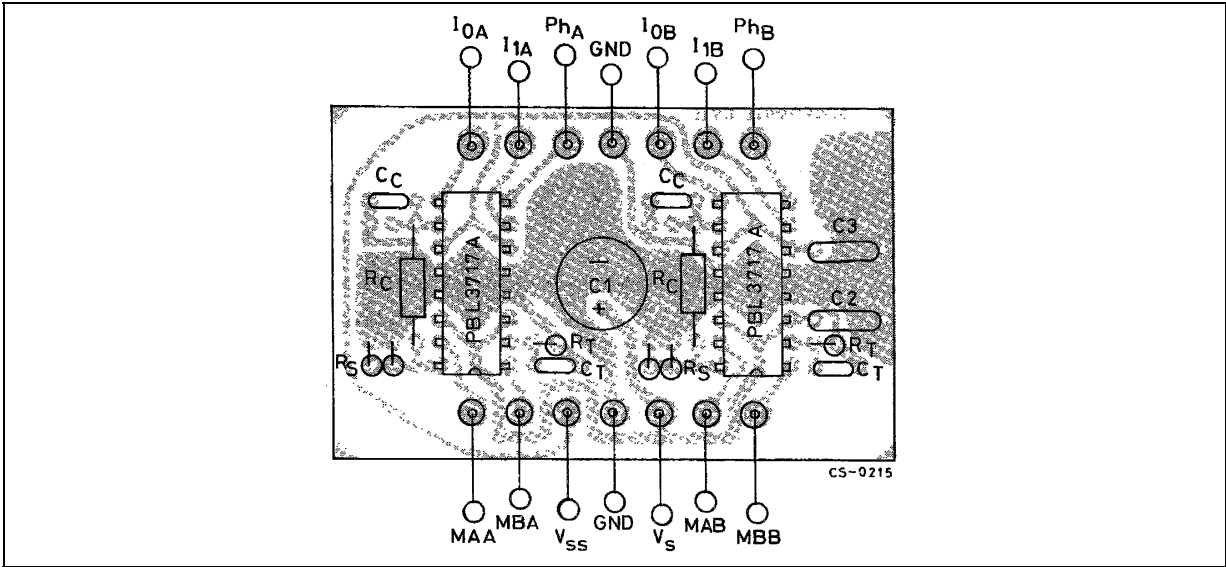 I0A
I1A
PhA
GND
I0B
I1B
PhB
CC
CC
PBL3717A
PBL3717A
C3
RC
C1
RC
C2
RT
RT
RS
CT
RS
CT
CS-0215
MAA
MBA
VSS
GND
VS
MAB
MBB